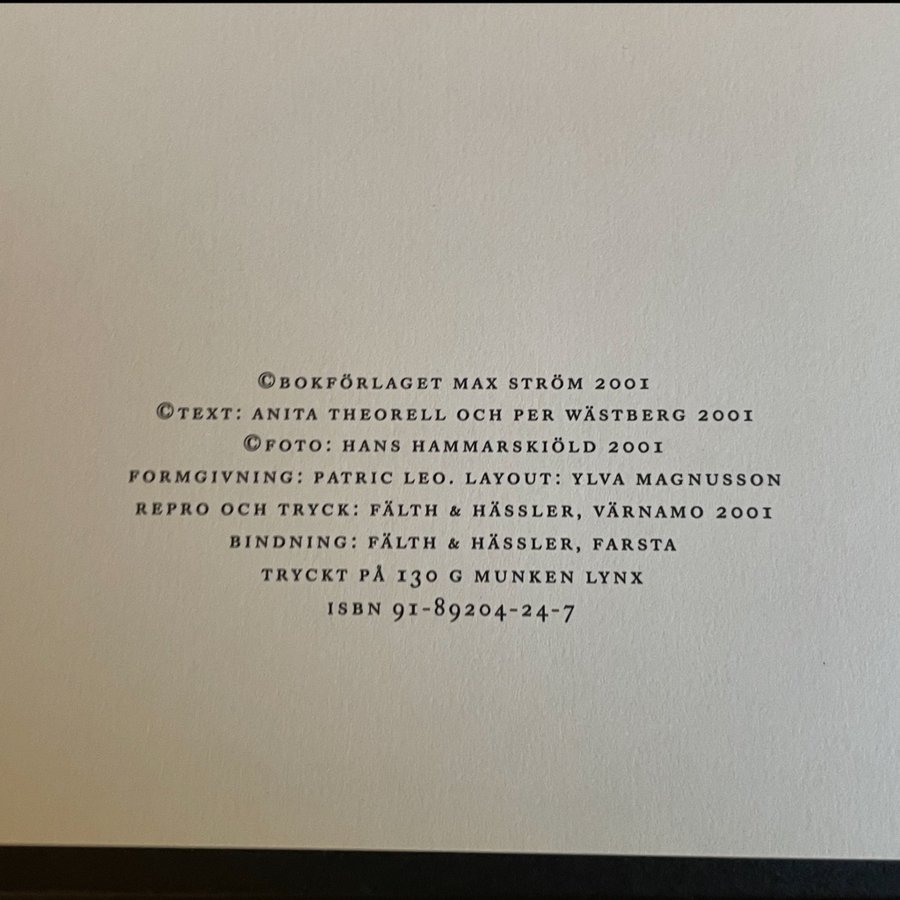 ©BOKFÖRLAGET MAX STRÖM 2001
©TEXT: ANITA THEORELL OCH PER WÄSTBERG 2001
©FOTO: HANS HAMMARSKIÖLD 2001
FORMGIVNING: PATRIC LEO. LAYOUT: YLVA MAGNUSSON
REPRO OCH TRYCK: FÄLTH & HÄSSLER, VÄRNAMO 2001
BINDNING: FÄLTH & HÄSSLER, FARSTA
TRYCKT PÅ 130 G MUNKEN LYNX
ISBN 91-89204-24-7